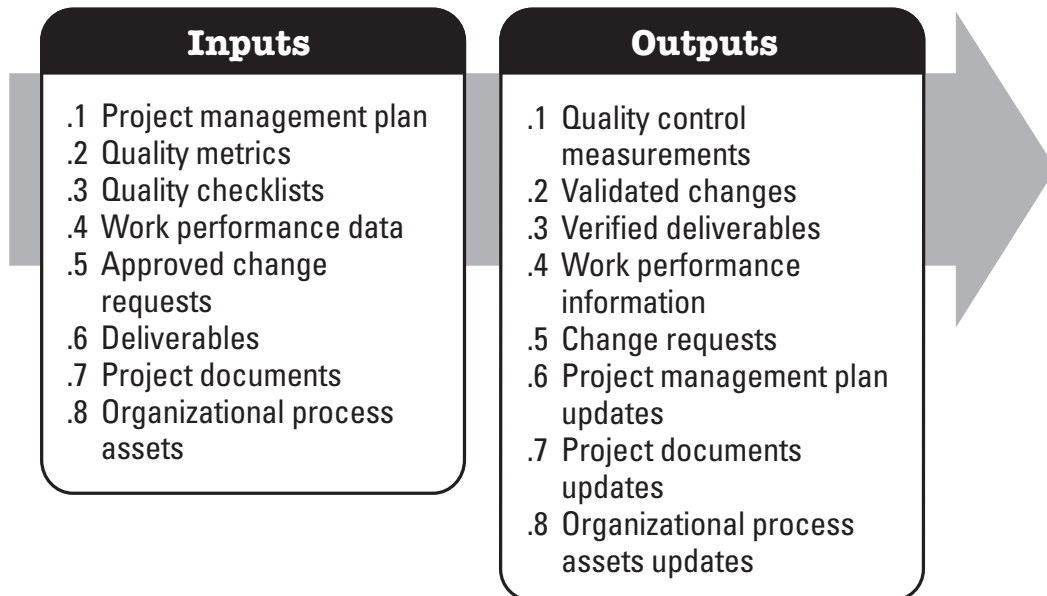 Inputs
.1 Project management plan
.2 Quality metrics
.3 Quality checklists
.4 Work performance data
.5 Approved change
requests
.6 Deliverables
.7 Project documents
.8 Organizational process
assets
Outputs
.1 Quality control
measurements
.2 Validated changes
.3 Verified deliverables
.4 Work performance
information
.5 Change requests
.6 Project management plan
updates
.7 Project documents
updates
.8 Organizational process
assets updates